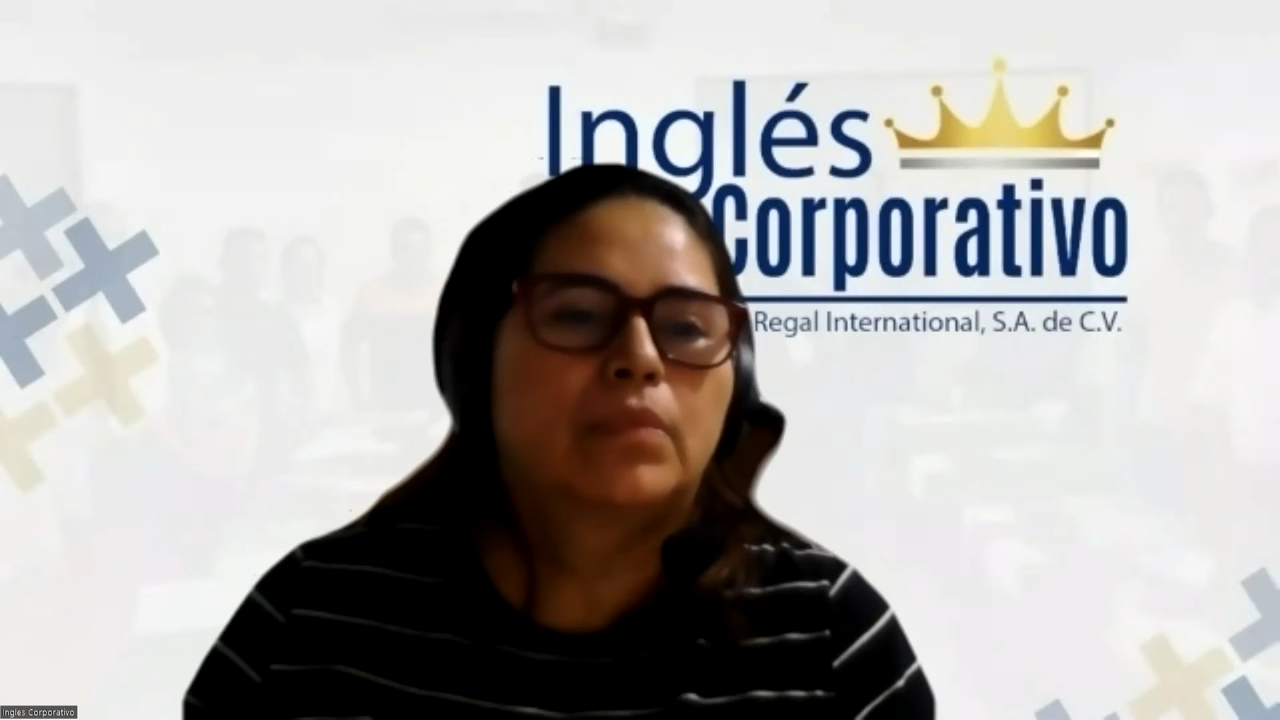 Inglés
Corporativo
Regal International, S.A. de C.V.
Inglés Corporativo